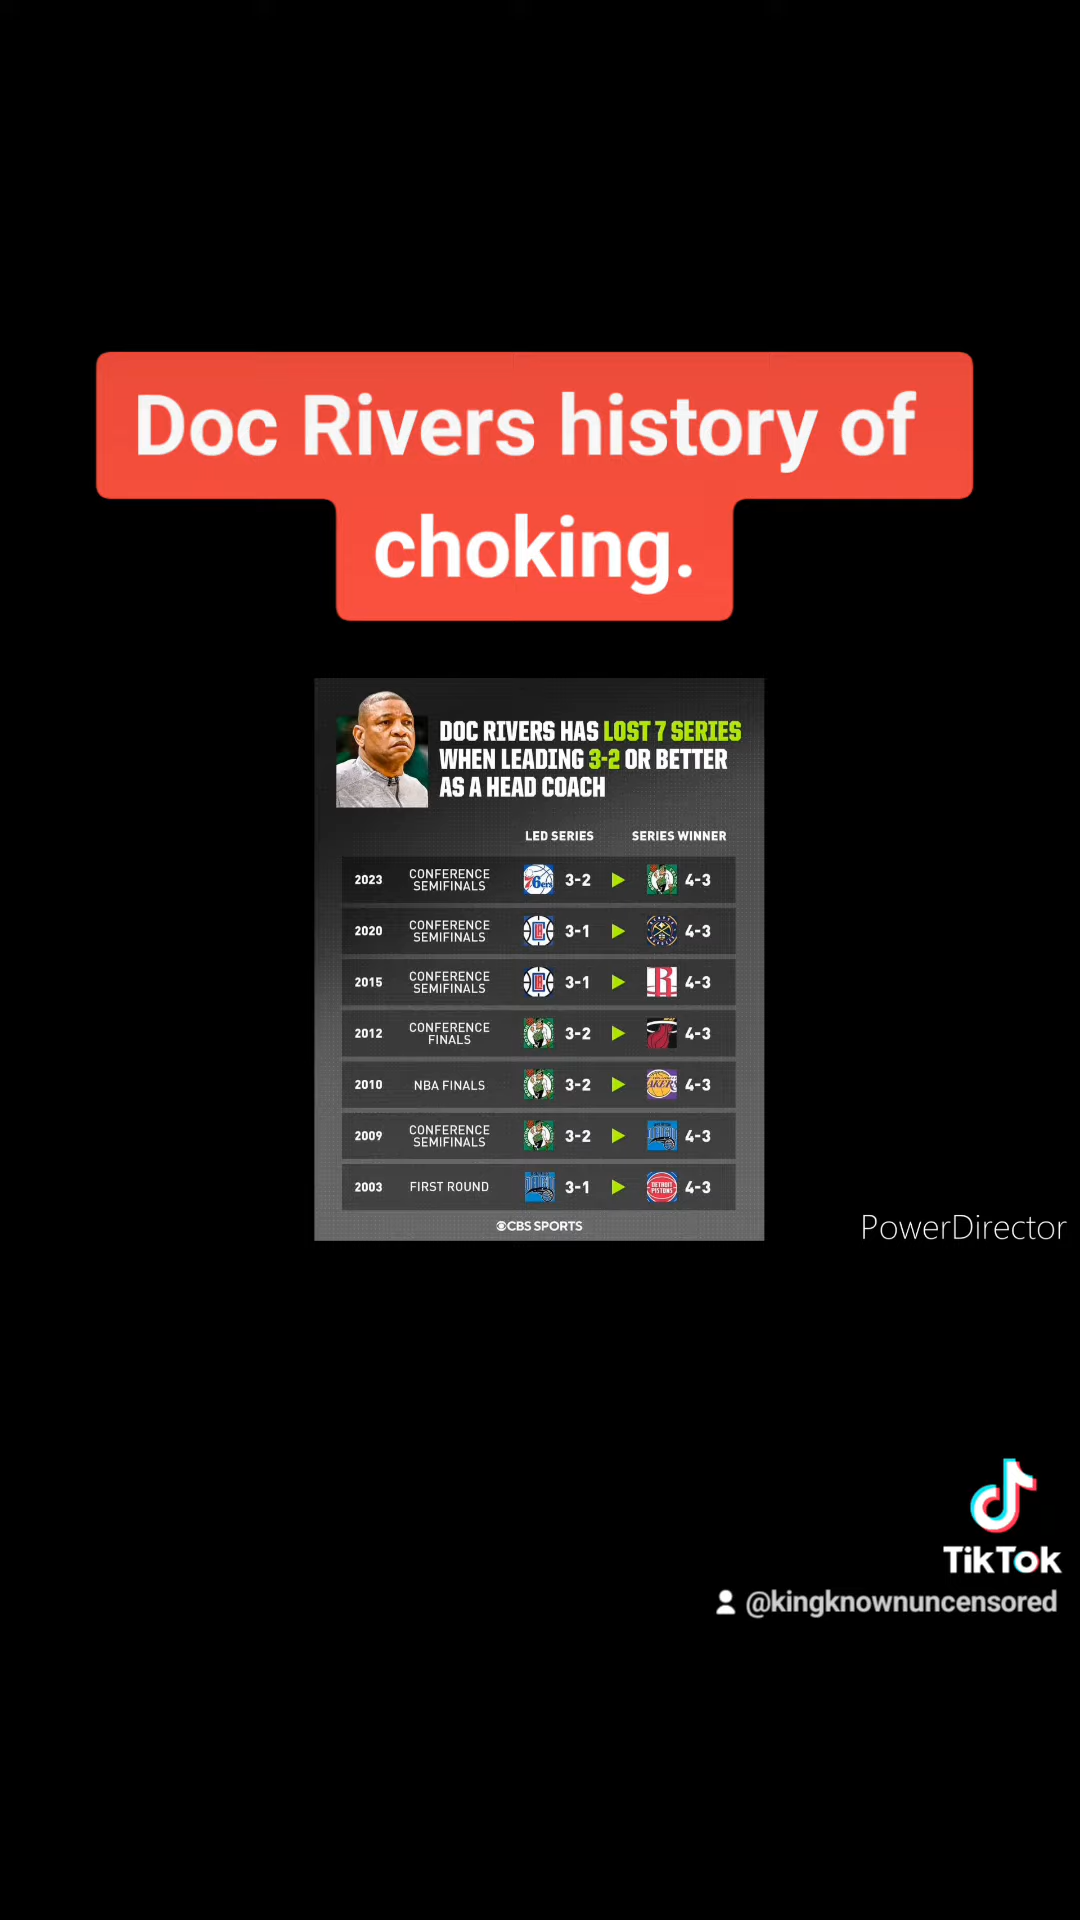 Doc Rivers history of
choking.
DOC RIVERS HAS LOST 7 SERIES
WHEN LEADING 3-2 OR BETTER
AS A HEAD COACH
LED SERIES SERIES WINNER
2023 CONFERENCE SEMIFINALS 76ers 3-2 4-3
2020 CONFERENCE SEMIFINALS 3-1 4-3
2015 CONFERENCE SEMIFINALS 3-1 R 4-3
2012 CONFERENCE FINALS 3-2 4-3
2010 NBA FINALS 3-2 4-3
2009 CONFERENCE SEMIFINALS 3-2 4-3
2003 FIRST ROUND 3-1 DETROIT PISTONS 4-3
CBS SPORTS
PowerDirector
TikTok
@kingknownuncensored